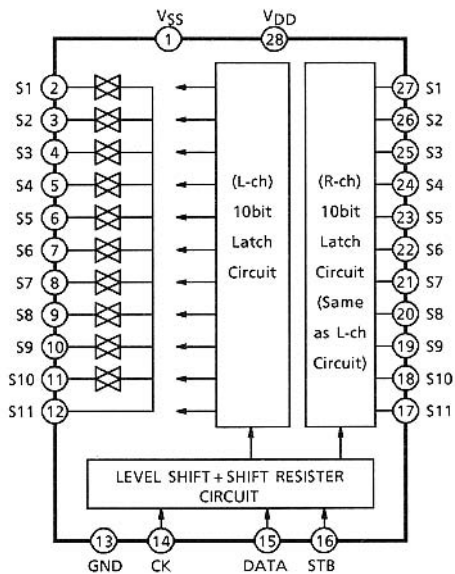 VSS VDD
1 28
S1 2 27 S1
S2 3 26 S2
S3 4 25 S3
S4 5 24 S4
S5 6 23 S5
S6 7 22 S6
S7 8 21 S7
S8 9 20 S8
S9 10 19 S9
S10 11 18 S10
S11 12 17 S11
(L-ch)
10bit
Latch
Circuit
(R-ch)
10bit
Latch
Circuit
(Same
as L-ch
Circuit)
LEVEL SHIFT + SHIFT RESISTER
CIRCUIT
13 14 15 16
GND CK DATA STB